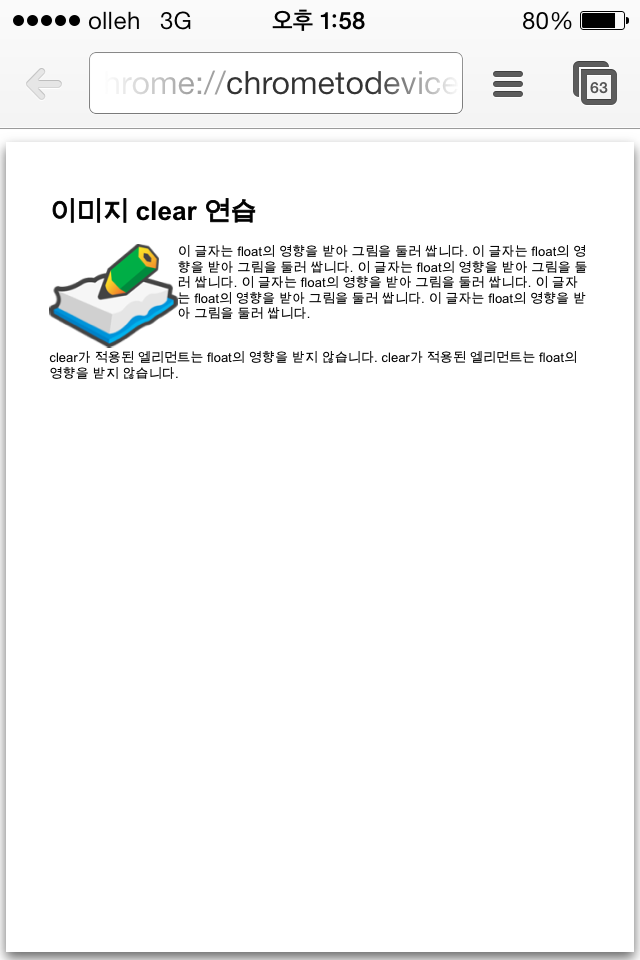 olleh 3G 오후 1:58 80%
hrome://chrometodevice
63
이미지 clear 연습
이 글자는 float의 영향을 받아 그림을 둘러 쌉니다. 이 글자는 float의 영
향을 받아 그림을 둘러 쌉니다. 이 글자는 float의 영향을 받아 그림을 둘
러 쌉니다. 이 글자는 float의 영향을 받아 그림을 둘러 쌉니다. 이 글자
는 float의 영향을 받아 그림을 둘러 쌉니다. 이 글자는 float의 영향을 받
아 그림을 둘러 쌉니다.
clear가 적용된 엘리먼트는 float의 영향을 받지 않습니다. clear가 적용된 엘리먼트는 float의
영향을 받지 않습니다.